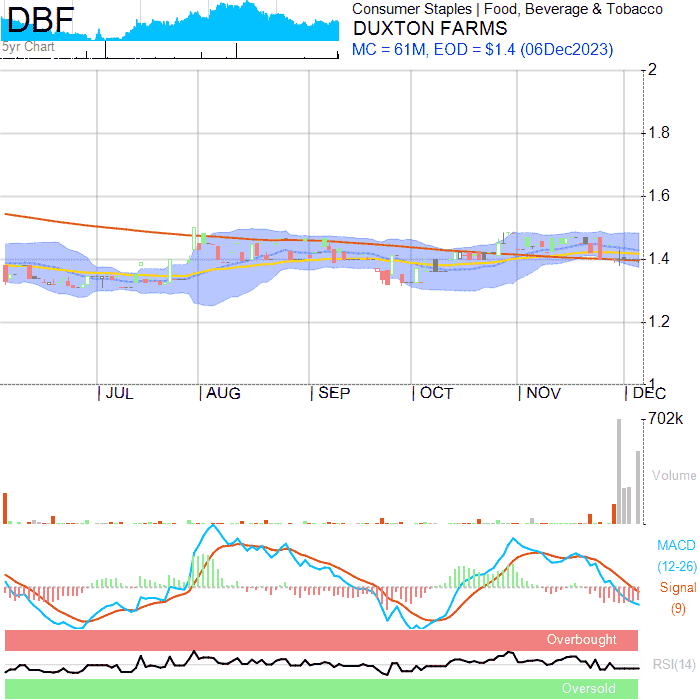 DBF
5yr Chart
Consumer Staples | Food, Beverage & Tobacco
DUXTON FARMS
MC = 61M, EOD = $1.4 (06Dec2023)
2
1.8
1.6
1.4
1.2
1
JUL AUG SEP OCT NOV DEC
702k
Volume
MACD
(12-26)
Signal
(9)
Overbought
RSI(14)
Oversold